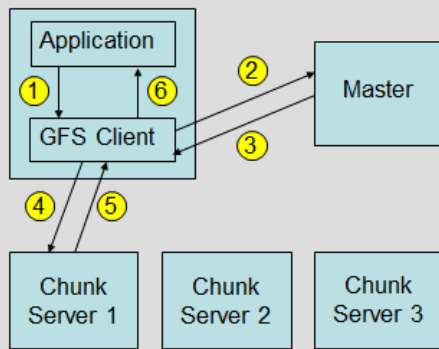 Application
1
6
2
Master
GFS Client
3
4
5
Chunk
Server 1
Chunk
Server 2
Chunk
Server 3